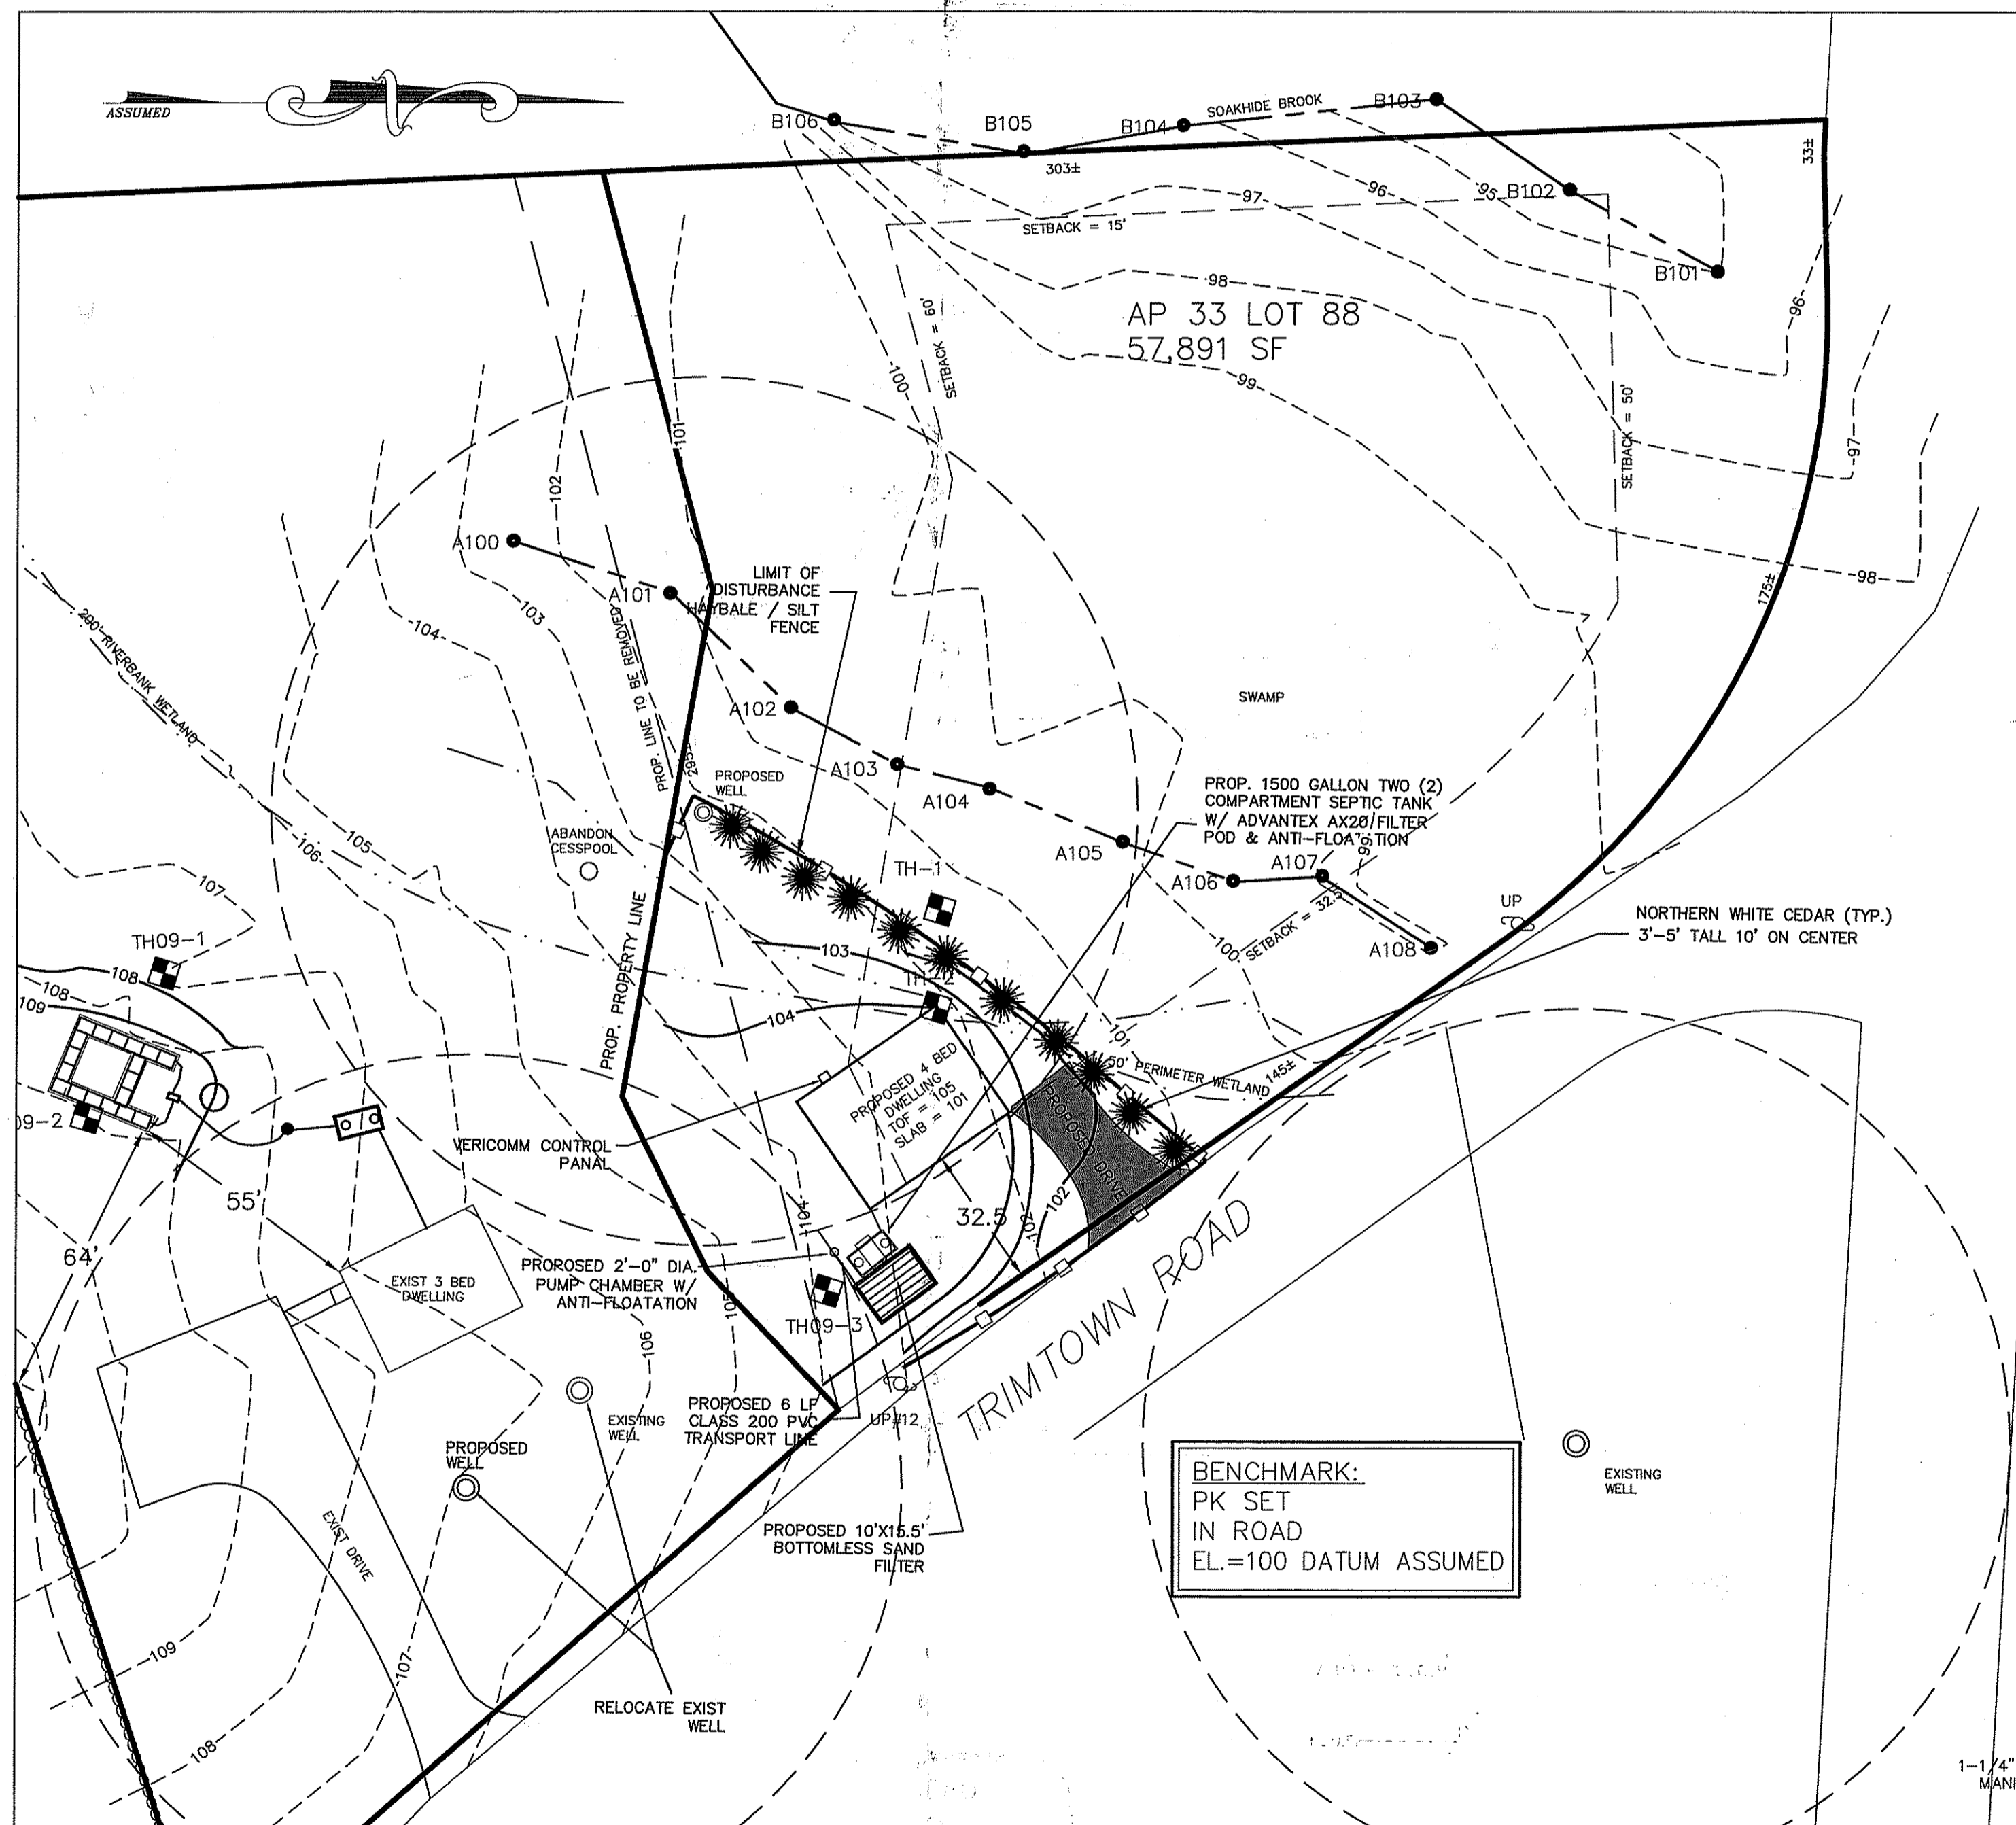 ASSUMED
B106
B105
B104
SOAKHIDE BROOK
B103
303±
33±
B102
B101
97
96
95
SETBACK = 15'
98
96
AP 33 LOT 88
57,891 SF
100
SETBACK = 60'
99
SETBACK = 50'
97
101
102
98
175±
A100
A101
LIMIT OF
DISTURBANCE
HAYBALE / SILT
FENCE
103
104
200' RIVERBANK WETLAND
PROP. LINE TO BE REMOVED
295±
A102
SWAMP
A103
A104
PROPOSED
WELL
PROP. 1500 GALLON TWO (2)
COMPARTMENT SEPTIC TANK
W/ ADVANTEX AX20/FILTER
POD & ANTI-FLOATATION
ABANDON
CESSPOOL
105
106
A105
A106
A107
99
A108
TH-1
107
UP
NORTHERN WHITE CEDAR (TYP.)
3'-5' TALL 10' ON CENTER
100
SETBACK = 32.5
TH09-1
103
TH-2
108
108
109
104
101
PROP. PROPERTY LINE
50' PERIMETER WETLAND
145±
PROPOSED 4 BED
DWELLING
TOF = 105
SLAB = 101
PROPOSED DRIVE
09-2
VERICOMM CONTROL
PANAL
55'
64'
104
32.5
102
102
TRIMTOWN ROAD
EXIST 3 BED
DWELLING
PROROSED 2'-0" DIA.
PUMP CHAMBER W/
ANTI-FLOATATION
105
TH09-3
106
EXISTING
WELL
PROPOSED 6 LF
CLASS 200 PVC
TRANSPORT LINE
UP#12
PROPOSED
WELL
BENCHMARK:
PK SET
IN ROAD
EL.=100 DATUM ASSUMED
EXISTING
WELL
EXIST DRIVE
PROPOSED 10'X15.5'
BOTTOMLESS SAND
FILTER
109
107
108
RELOCATE EXIST
WELL
1-1/4"
MANI